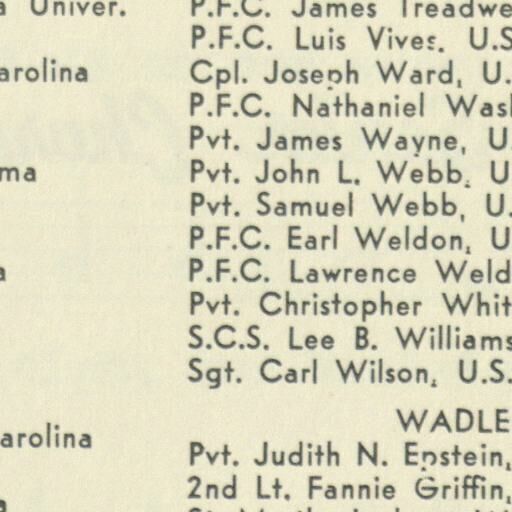 Univer.
arolina
ma
arolina
P.F.C. James
P.F.C. Luis Vives. U.S
Cpl. Joseph Ward, U.
P.F.C. Nathaniel Was
Pvt. James Wayne, U.
Pvt. John L. Webb. U
Pvt. Samuel Webb, U.
P.F.C. Earl Weldon, U
P.F.C. Lawrence Weld
Pvt. Christopher Whit
S.C.S. Lee B. Williams
Sgt. Carl Wilson, U.S.
WADLE
Pvt. Judith N. Epstein,
2nd Lt. Fannie Griffin,